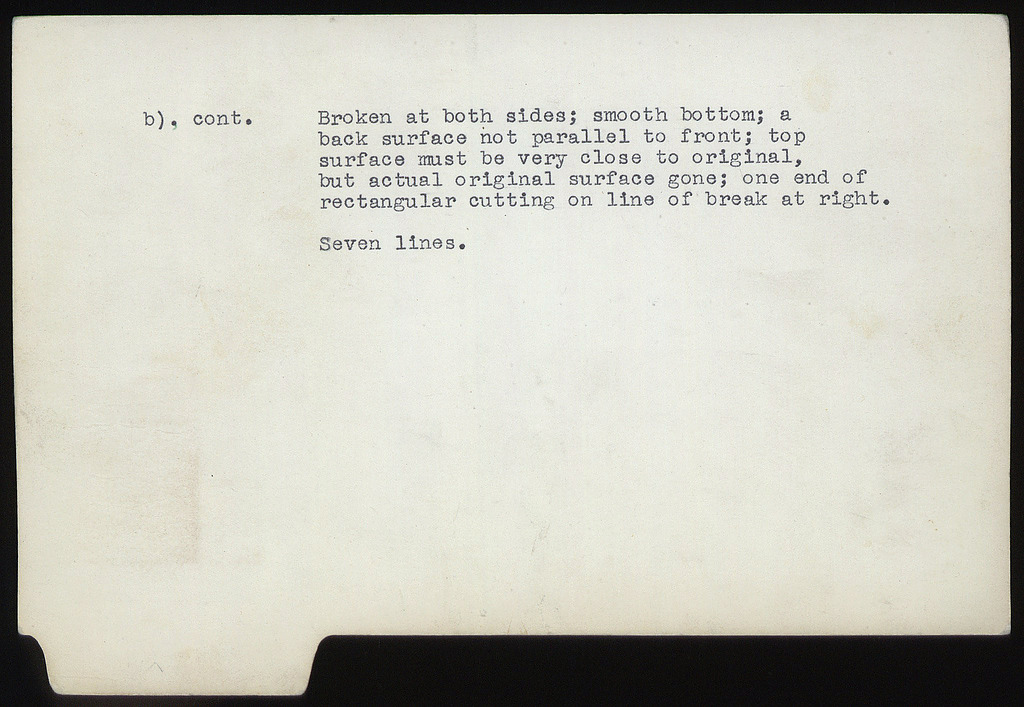 b), cont. Broken at both sides; smooth bottom; a
back surface not parallel to front; top
surface must be very close to original,
but actual original surface gone; one end of
rectangular cutting on line of break at right.
Seven lines.